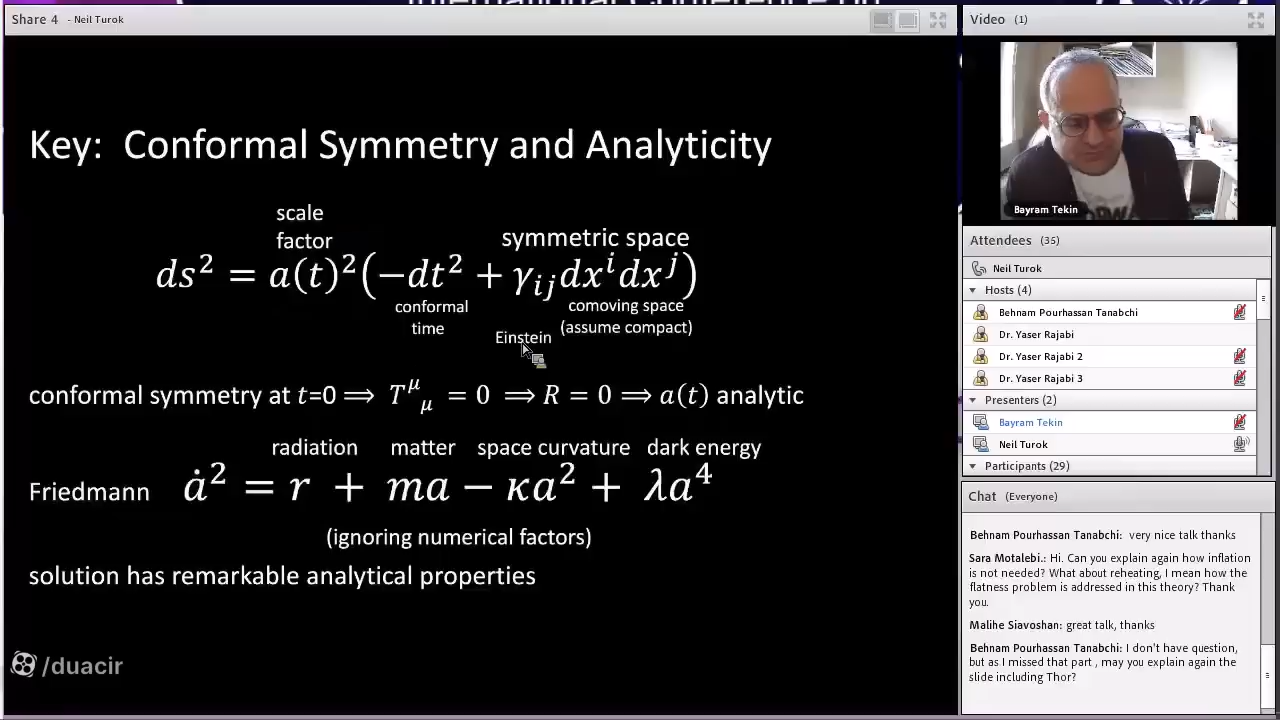 International Conference on
Share 4 - Neil Turok
Key: Conformal Symmetry and Analyticity
scale
factor
symmetric space
ds² = a(t)²(−dt² + γᵢⱼdxⁱdxʲ)
conformal
time
comoving space
(assume compact)
Einstein
conformal symmetry at t=0 ⟹ T^μ_μ = 0 ⟹ R = 0 ⟹ a(t) analytic
radiation matter space curvature dark energy
Friedmann ȧ² = r + ma − κa² + λa⁴
(ignoring numerical factors)
solution has remarkable analytical properties
/duacir
Video (1)
Bayram Tekin
Attendees (35)
Neil Turok
Hosts (4)
Behnam Pourhassan Tanabchi
Dr. Yaser Rajabi
Dr. Yaser Rajabi 2
Dr. Yaser Rajabi 3
Presenters (2)
Bayram Tekin
Neil Turok
Participants (29)
Chat (Everyone)
Behnam Pourhassan Tanabchi: very nice talk thanks
Sara Motalebi.: Hi. Can you explain again how inflation
is not needed? What about reheating, I mean how the
flatness problem is addressed in this theory? Thank
you.
Malihe Siavoshan: great talk, thanks
Behnam Pourhassan Tanabchi: I don't have question,
but as I missed that part , may you explain again the
slide including Thor?